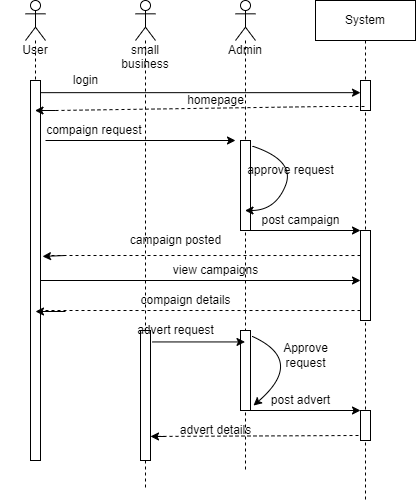 User
small
business
Admin
System
login
homepage
compaign request
approve request
post campaign
campaign posted
view campaigns
compaign details
advert request
Approve
request
post advert
advert details